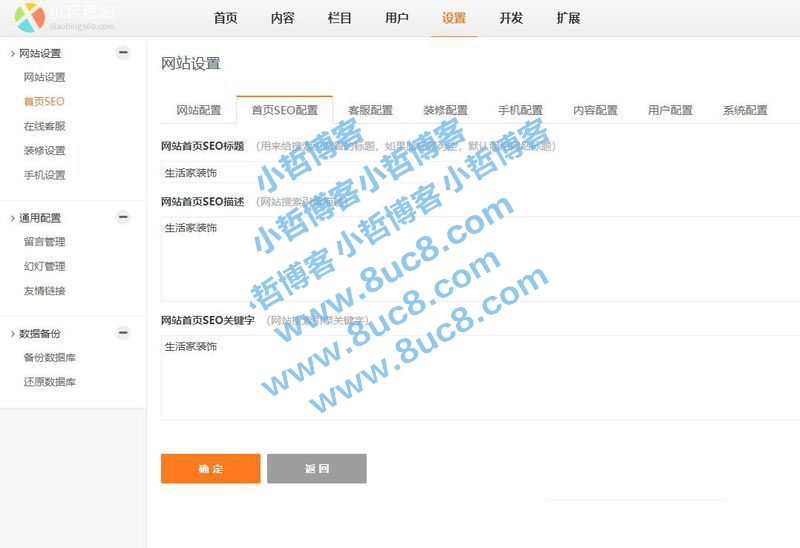 小兵建站
xiaobing360.com
首页 内容 栏目 用户 设置 开发 扩展
网站设置
网站设置
首页SEO
在线客服
装修设置
手机设置
通用配置
留言管理
幻灯管理
友情链接
数据备份
备份数据库
还原数据库
网站设置
网站配置 首页SEO配置 客服配置 装修配置 手机配置 内容配置 用户配置 系统配置
网站首页SEO标题 （用来给搜索
标题，如果
默认
网站标题）
生活家装饰
网站首页SEO描述 （网站搜索引擎描述）
生活家装饰
网站首页SEO关键字 （网站搜索引擎关键字）
生活家装饰
确 定 返 回
小哲博客小哲博客
小哲博客小哲博客小哲博客
哲博客小哲博客
www.8uc8.com
www.8uc8.com
www.8uc8.com